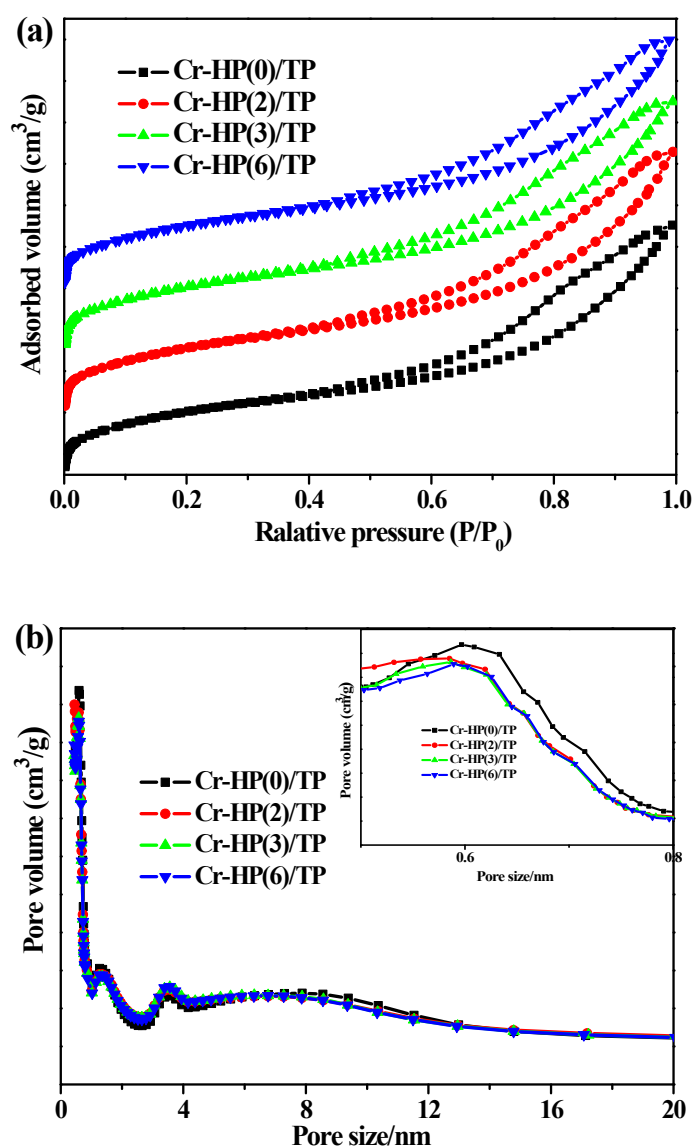 (a)
Cr-HP(0)/TP
Cr-HP(2)/TP
Cr-HP(3)/TP
Cr-HP(6)/TP
Adsorbed volume (cm³/g)
0.0 0.2 0.4 0.6 0.8 1.0
Ralative pressure (P/P₀)
(b)
Pore volume (cm³/g)
Cr-HP(0)/TP
Cr-HP(2)/TP
Cr-HP(3)/TP
Cr-HP(6)/TP
Pore volume (cm³/g)
Cr-HP(0)/TP
Cr-HP(2)/TP
Cr-HP(3)/TP
Cr-HP(6)/TP
0.6 0.8
Pore size/nm
0 4 8 12 16 20
Pore size/nm